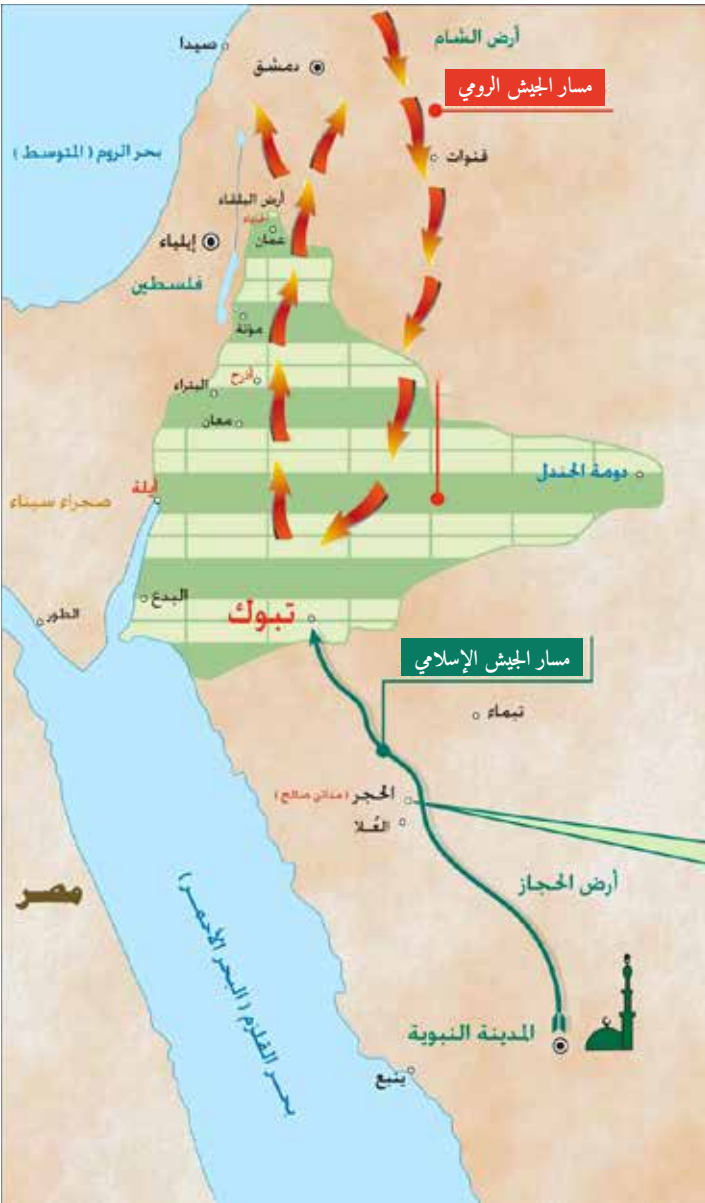 أرض الشام
صيدا
دمشق
مسار الجيش الرومي
بحر الروم ( المتوسط )
قنوات
أرض البلقاء
عمان
إيلياء
فلسطين
مؤتة
أذرح
البتراء
معان
دومة الجندل
أيلة
صحراء سيناء
البدع
تبوك
الطور
مسار الجيش الإسلامي
تيماء
الحجر ( مدائن صالح )
العُلا
أرض الحجاز
مصر
بحر القلزم ( البحر الأحمر )
المدينة النبوية
ينبع